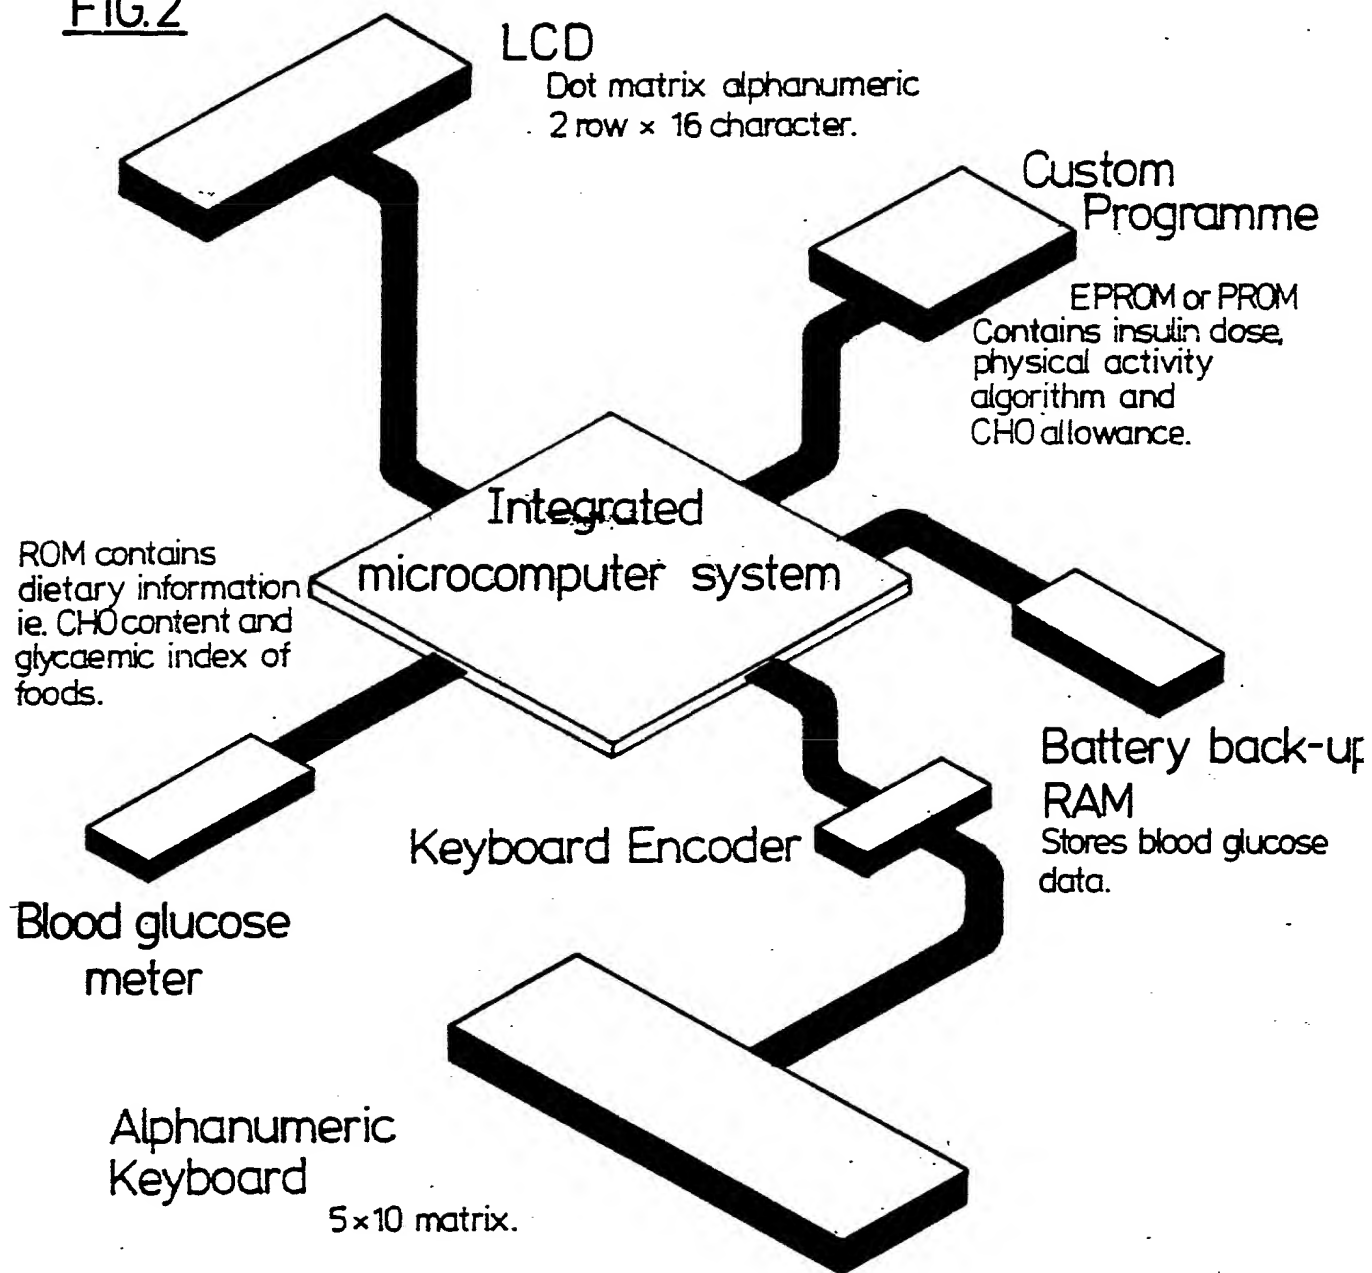 FIG.2
LCD
Dot matrix alphanumeric
2 row × 16 character.
Custom
Programme
EPROM or PROM
Contains insulin dose,
physical activity
algorithm and
CHO allowance.
Integrated
microcomputer system
ROM contains
dietary information
ie. CHO content and
glycaemic index of
foods.
Battery back-up
RAM
Stores blood glucose
data.
Keyboard Encoder
Blood glucose
meter
Alphanumeric
Keyboard
5×10 matrix.